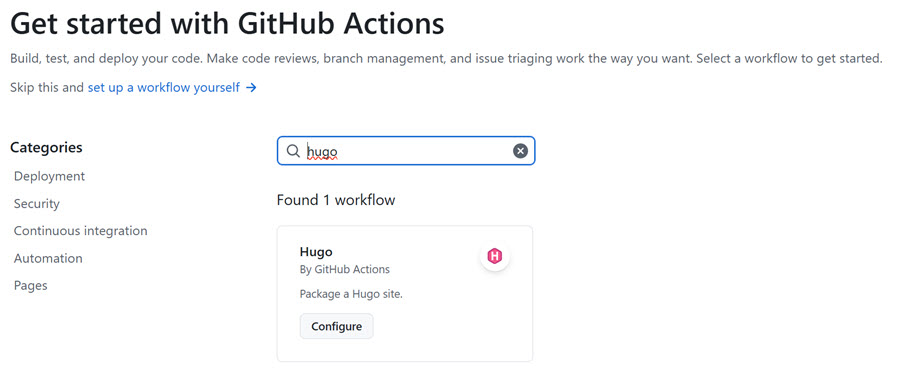 Get started with GitHub Actions
Build, test, and deploy your code. Make code reviews, branch management, and issue triaging work the way you want. Select a workflow to get started.
Skip this and set up a workflow yourself →
Categories
Deployment
Security
Continuous integration
Automation
Pages
hugo
Found 1 workflow
Hugo
By GitHub Actions
Package a Hugo site.
Configure
H